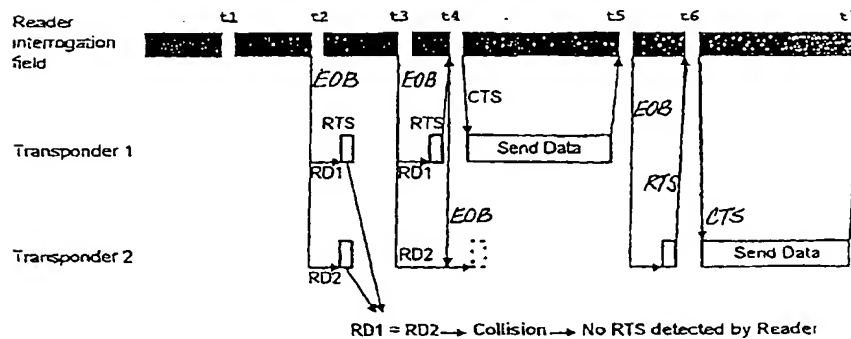 t1 t2 t3 t4 t5 t6
Reader
interrogation
field
EOB EOB CTS EOB
RTS RTS
Transponder 1
Send Data
RD1 RD1
RTS
EOB CTS
Transponder 2
RD2 RD2
Send Data
RD1 = RD2 → Collision → No RTS detected by Reader